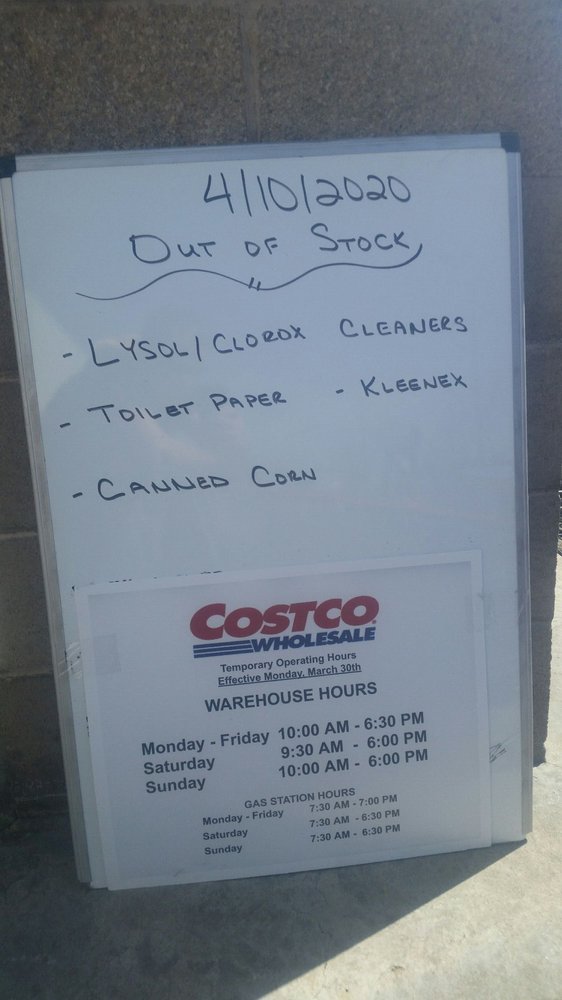 4/10/2020
OUT OF STOCK
- LYSOL/CLOROX CLEANERS
- TOILET PAPER - KLEENEX
- CANNED CORN
COSTCO
WHOLESALE
Temporary Operating Hours
Effective Monday, March 30th
WAREHOUSE HOURS
Monday - Friday 10:00 AM - 6:30 PM
Saturday 9:30 AM - 6:00 PM
Sunday 10:00 AM - 6:00 PM
GAS STATION HOURS
Monday - Friday 7:30 AM - 7:00 PM
Saturday 7:30 AM - 6:30 PM
Sunday 7:30 AM - 6:30 PM